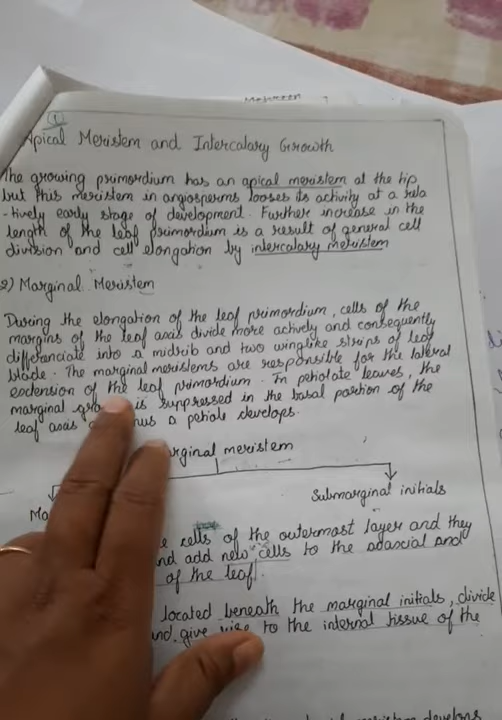 1
Apical Meristem and Intercalary Growth
The growing primordium has an apical meristem at the tip
but this meristem in angiosperms looses its activity at a rela
-tively early stage of development. Further increase in the
length of the leaf primordium is a result of general cell
division and cell elongation by intercalary meristem
2) Marginal Meristem
During the elongation of the leaf primordium, cells of the
margins of the leaf axis divide more actively and consequently
differenciate into a midrib and two winglike strips of leaf
blade. The marginal meristems are responsible for the lateral
extension of the leaf primordium. In petiolate leaves, the
marginal is suppressed in the basal portion of the
leaf axis thus a petiole develops.
marginal meristem
Submarginal initials
Ma
cells of the outermost layer and they
and add new cells to the adaxial and
of the leaf.
located beneath the marginal initials, divide
and give rise to the internal tissue of the